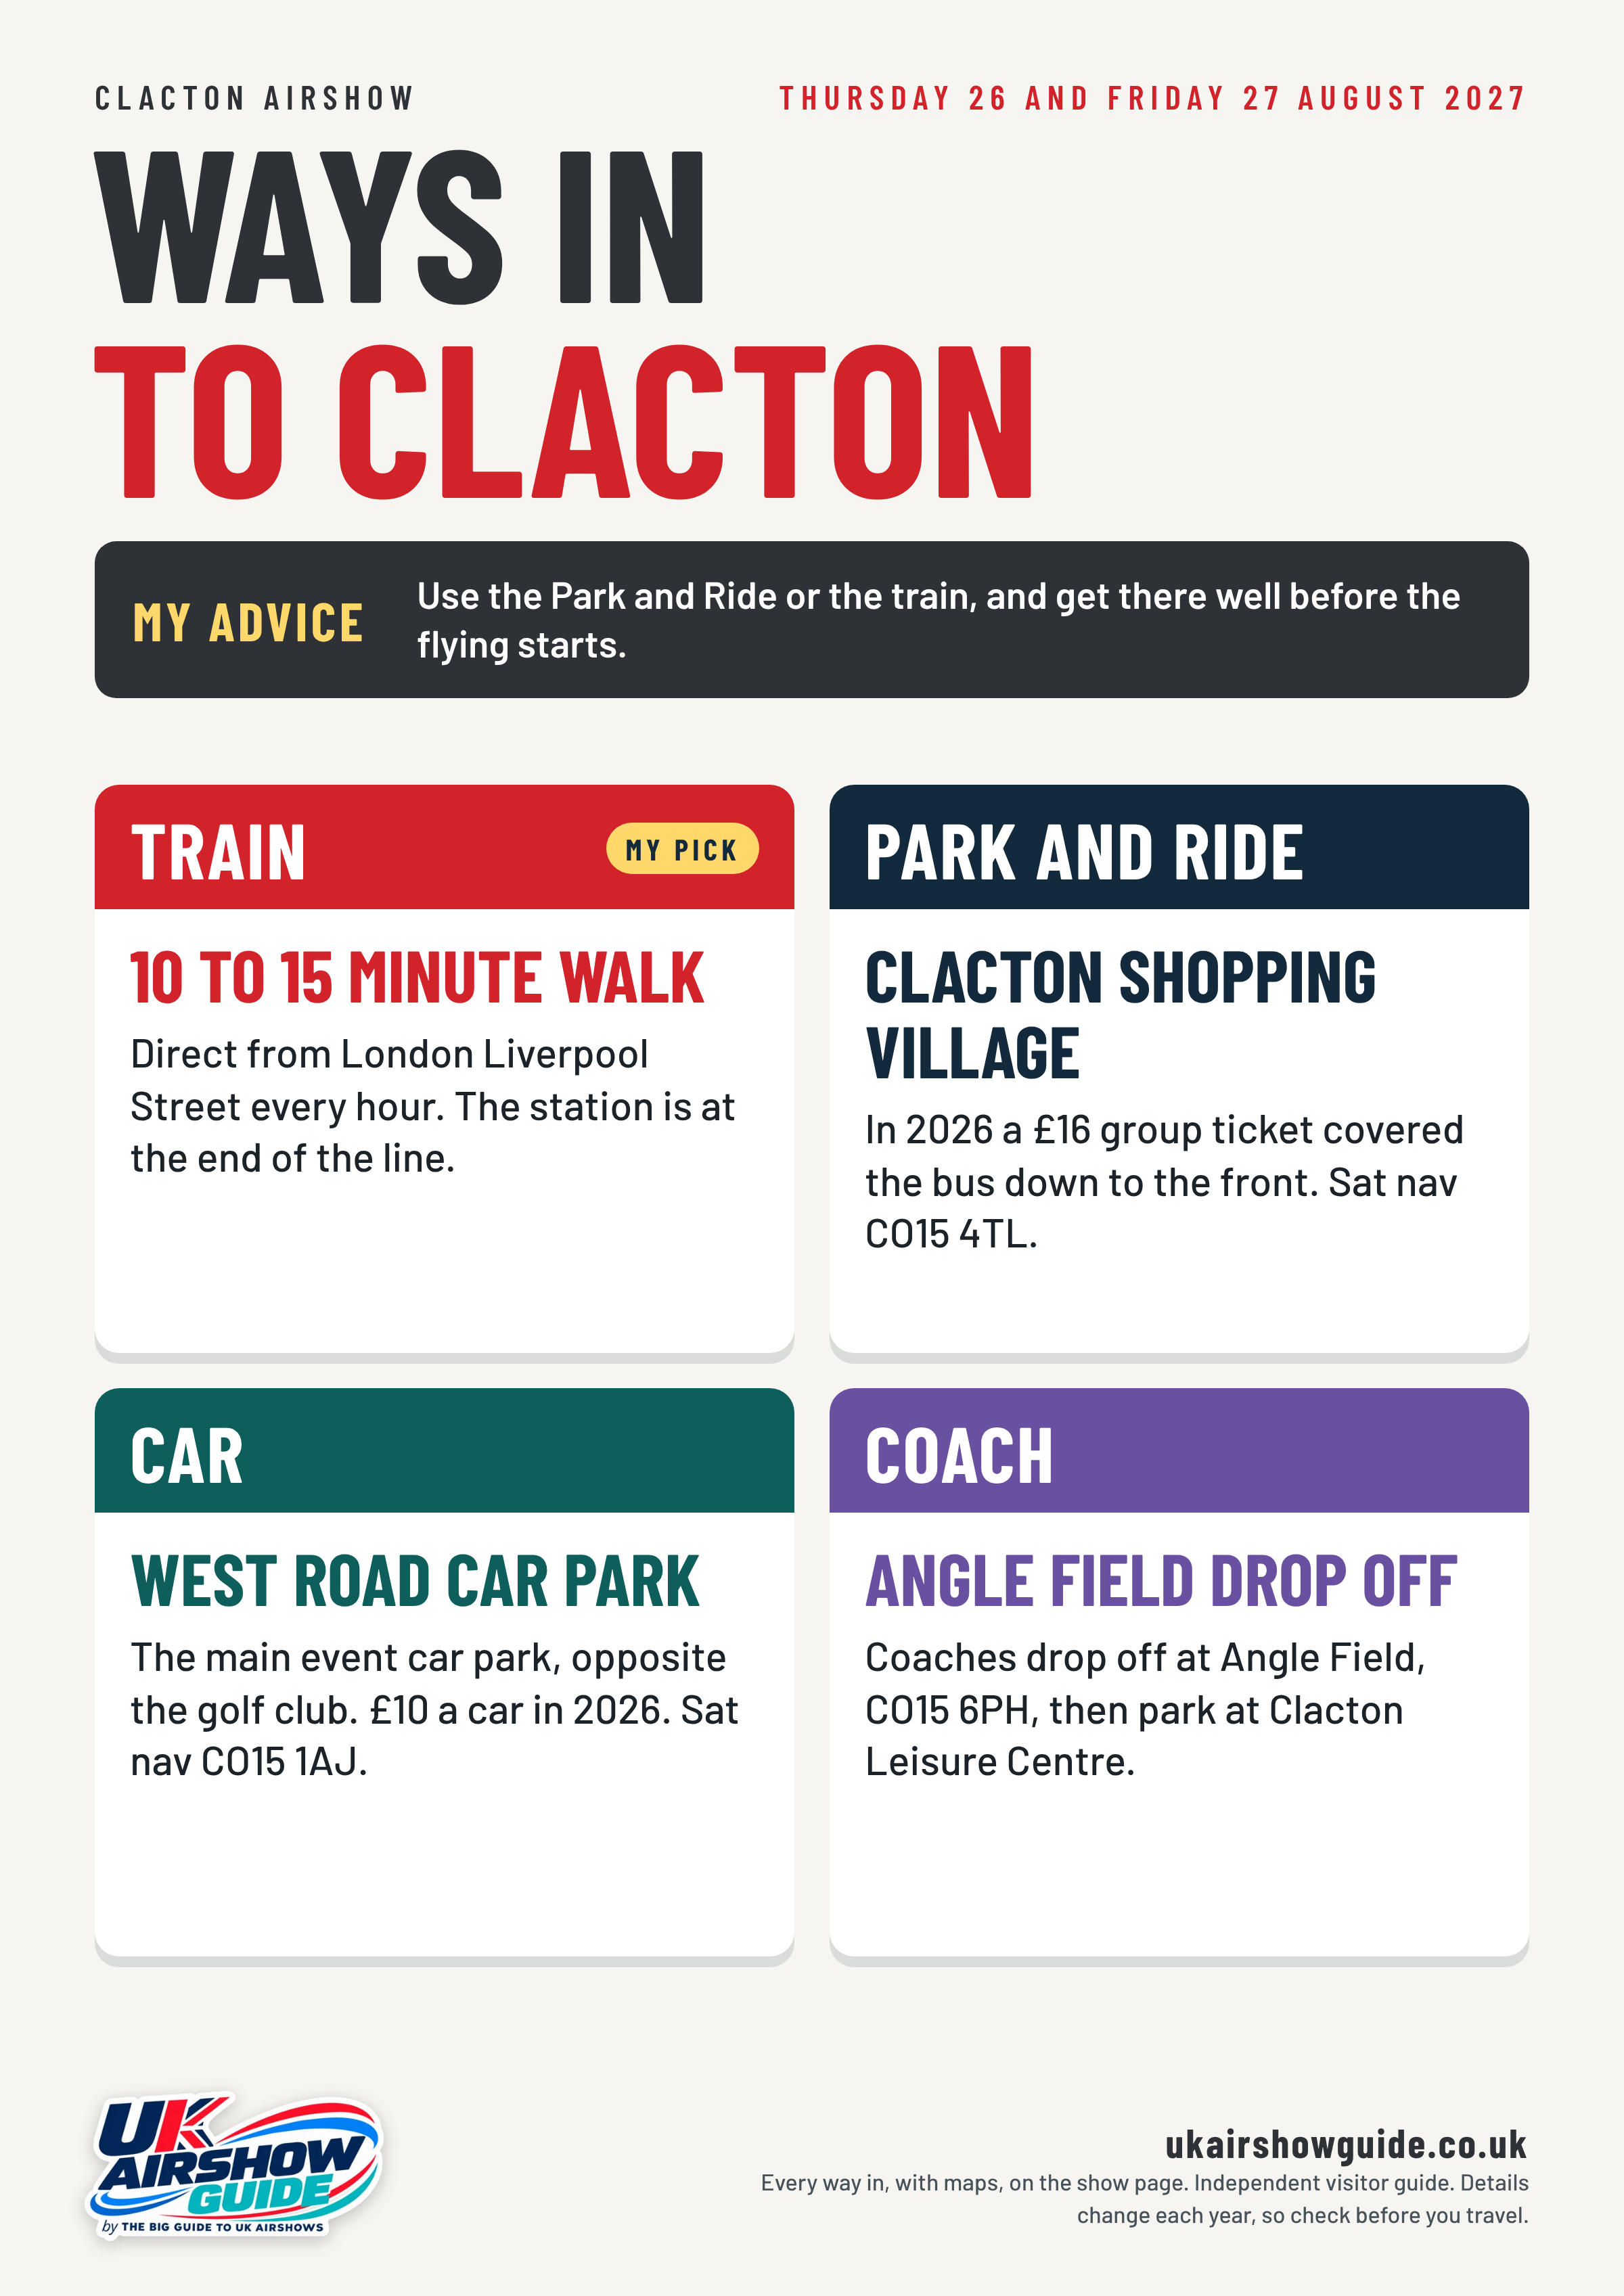 CLACTON AIRSHOW
THURSDAY 26 AND FRIDAY 27 AUGUST 2027
WAYS IN
TO CLACTON
MY ADVICE
Use the Park and Ride or the train, and get there well before the
flying starts.
TRAIN
MY PICK
10 TO 15 MINUTE WALK
Direct from London Liverpool
Street every hour. The station is at
the end of the line.
PARK AND RIDE
CLACTON SHOPPING
VILLAGE
In 2026 a £16 group ticket covered
the bus down to the front. Sat nav
CO15 4TL.
CAR
WEST ROAD CAR PARK
The main event car park, opposite
the golf club. £10 a car in 2026. Sat
nav CO15 1AJ.
COACH
ANGLE FIELD DROP OFF
Coaches drop off at Angle Field,
CO15 6PH, then park at Clacton
Leisure Centre.
UK
AIRSHOW
GUIDE
by THE BIG GUIDE TO UK AIRSHOWS
ukairshowguide.co.uk
Every way in, with maps, on the show page. Independent visitor guide. Details
change each year, so check before you travel.